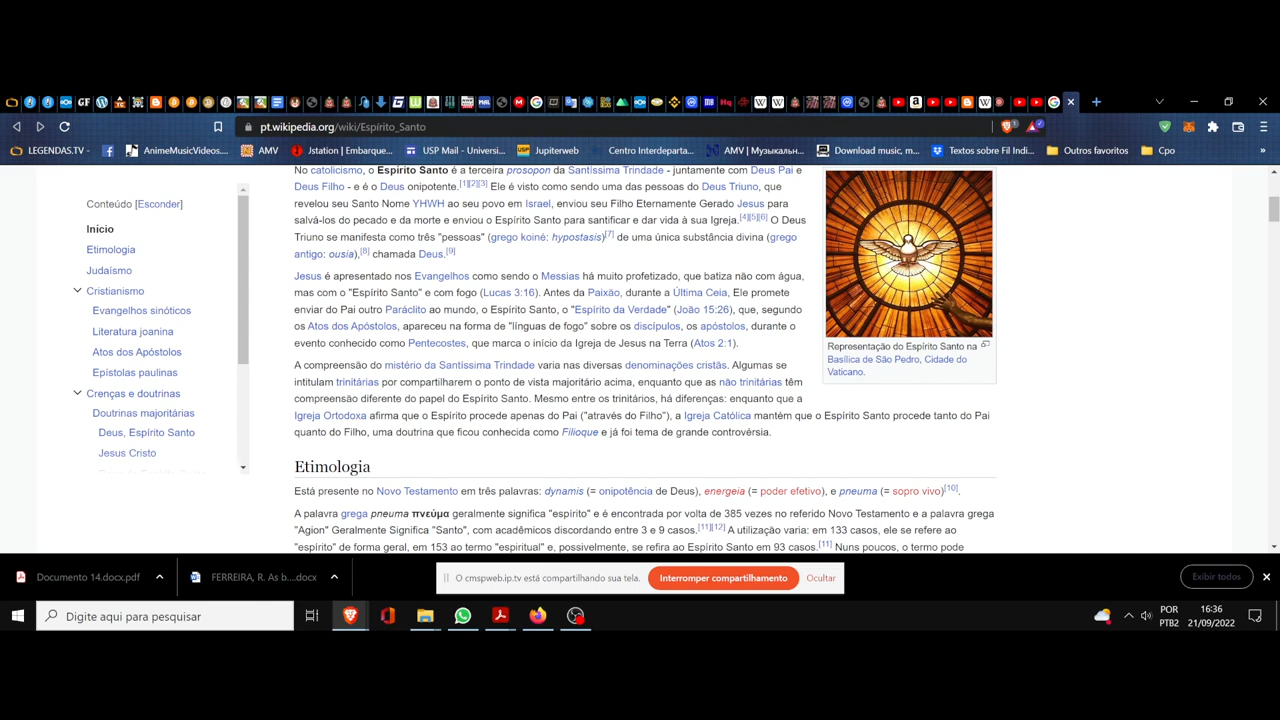 pt.wikipedia.org/wiki/Espírito_Santo
1
2
LEGENDAS.TV -
AnimeMusicVideos....
AMV
Jstation | Embarque...
USP Mail - Universi...
Jupiterweb
Centro Interdeparta...
AMV | Музыкальн...
Download music, m...
Textos sobre Fil Indi...
Outros favoritos
Cpo
»
Conteúdo [Esconder]
Início
Etimologia
Judaísmo
Cristianismo
Evangelhos sinóticos
Literatura joanina
Atos dos Apóstolos
Epístolas paulinas
Crenças e doutrinas
Doutrinas majoritárias
Deus, Espírito Santo
Jesus Cristo
No catolicismo, o Espírito Santo é a terceira prosopon da Santíssima Trindade - juntamente com Deus Pai e
Deus Filho - e é o Deus onipotente.[1][2][3] Ele é visto como sendo uma das pessoas do Deus Triuno, que
revelou seu Santo Nome YHWH ao seu povo em Israel, enviou seu Filho Eternamente Gerado Jesus para
salvá-los do pecado e da morte e enviou o Espírito Santo para santificar e dar vida à sua Igreja.[4][5][6] O Deus
Triuno se manifesta como três "pessoas" (grego koiné: hypostasis)[7] de uma única substância divina (grego
antigo: ousia),[8] chamada Deus.[9]
Jesus é apresentado nos Evangelhos como sendo o Messias há muito profetizado, que batiza não com água,
mas com o "Espírito Santo" e com fogo (Lucas 3:16). Antes da Paixão, durante a Última Ceia, Ele promete
enviar do Pai outro Paráclito ao mundo, o Espírito Santo, o "Espírito da Verdade" (João 15:26), que, segundo
os Atos dos Apóstolos, apareceu na forma de "línguas de fogo" sobre os discípulos, os apóstolos, durante o
evento conhecido como Pentecostes, que marca o início da Igreja de Jesus na Terra (Atos 2:1).
A compreensão do mistério da Santíssima Trindade varia nas diversas denominações cristãs. Algumas se
intitulam trinitárias por compartilharem o ponto de vista majoritário acima, enquanto que as não trinitárias têm
compreensão diferente do papel do Espírito Santo. Mesmo entre os trinitários, há diferenças: enquanto que a
Igreja Ortodoxa afirma que o Espírito procede apenas do Pai ("através do Filho"), a Igreja Católica mantém que o Espírito Santo procede tanto do Pai
quanto do Filho, uma doutrina que ficou conhecida como Filioque e já foi tema de grande controvérsia.
Representação do Espírito Santo na
Basílica de São Pedro, Cidade do
Vaticano.
Etimologia
Está presente no Novo Testamento em três palavras: dynamis (= onipotência de Deus), energeia (= poder efetivo), e pneuma (= sopro vivo)[10].
A palavra grega pneuma πνεύμα geralmente significa "espírito" e é encontrada por volta de 385 vezes no referido Novo Testamento e a palavra grega
"Agion" Geralmente Significa "Santo", com acadêmicos discordando entre 3 e 9 casos.[11][12] A utilização varia: em 133 casos, ele se refere ao
"espírito" de forma geral, em 153 ao termo "espiritual" e, possivelmente, se refira ao Espírito Santo em 93 casos.[11] Nuns poucos, o termo pode
Documento 14.docx.pdf
FERREIRA, R. As b....docx
O cmspweb.ip.tv está compartilhando sua tela.
Interromper compartilhamento
Ocultar
Exibir todos
Digite aqui para pesquisar
POR
PTB2
16:36
21/09/2022